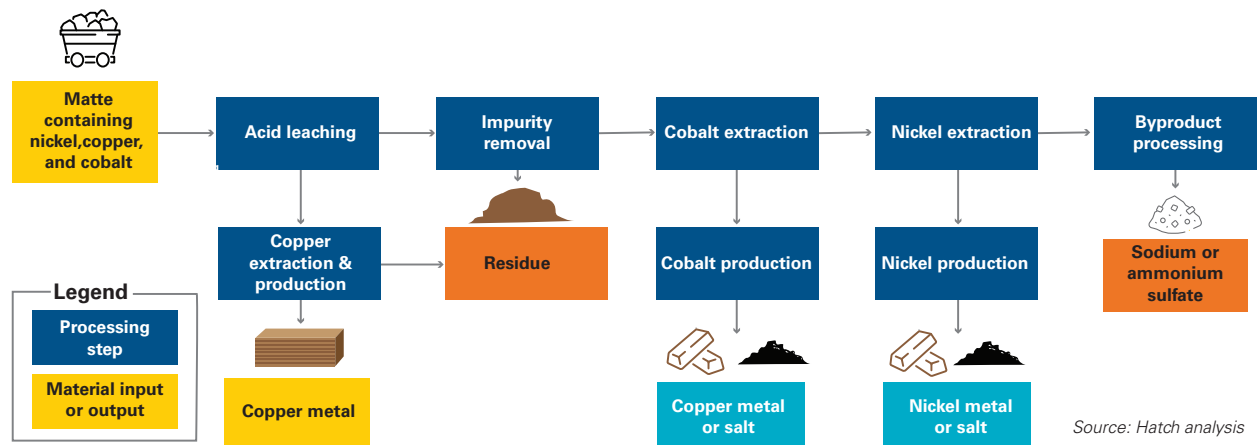 Matte
containing
nickel,copper,
and cobalt
Acid leaching
Impurity
removal
Cobalt extraction
Nickel extraction
Byproduct
processing
Copper
extraction &
production
Residue
Cobalt production
Nickel production
Sodium or
ammonium
sulfate
Legend
Processing
step
Material input
or output
Copper metal
Copper metal
or salt
Nickel metal
or salt
Source: Hatch analysis